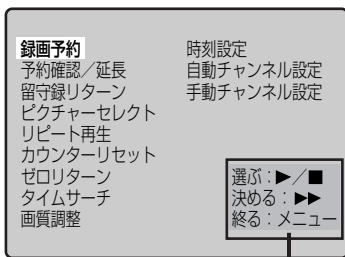 録画予約
予約確認／延長
留守録リターン
ピクチャーセレクト
リピート再生
カウンターリセット
ゼロリターン
タイムサーチ
画質調整
時刻設定
自動チャンネル設定
手動チャンネル設定
選ぶ：▶／■
決める：▶▶
終る：メニュー